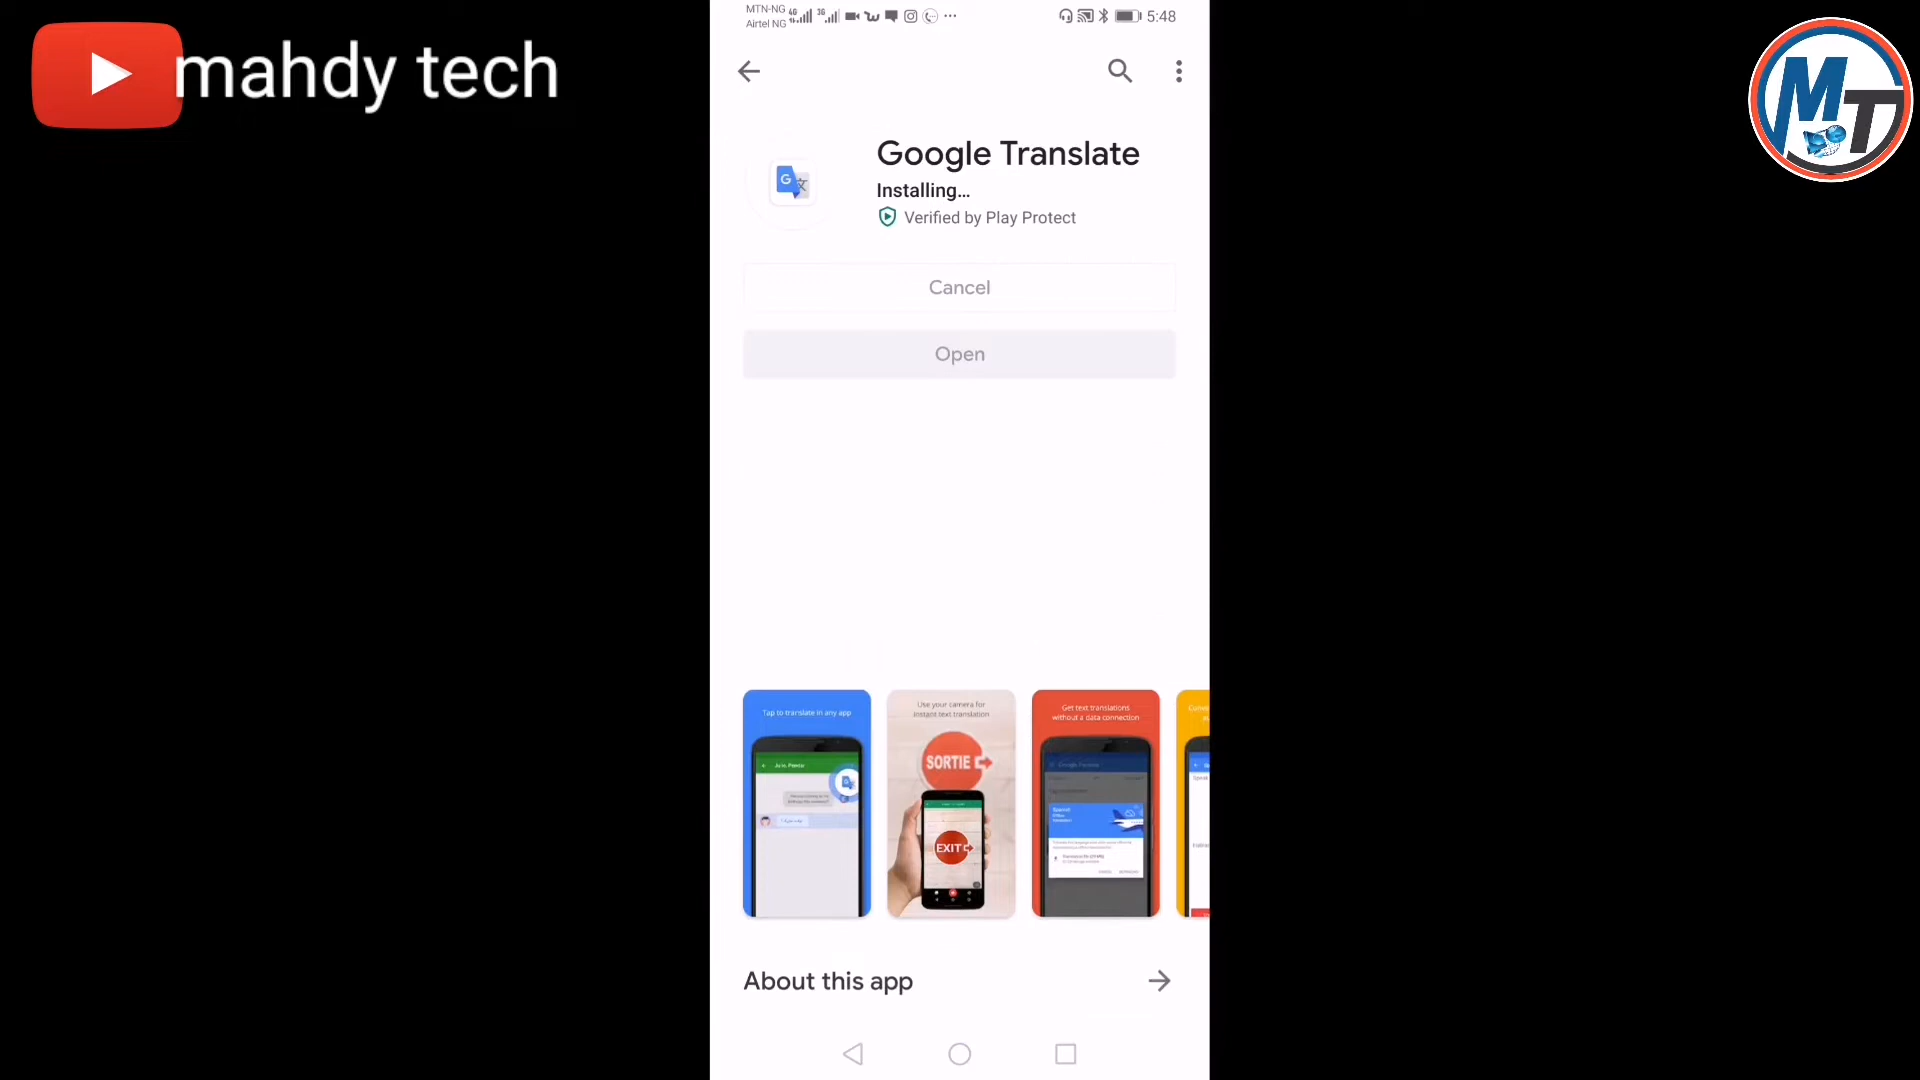 mahdy tech
MT
MTN-NG 4G 3G
Airtel NG
5:48
Google Translate
G 文
Installing...
Verified by Play Protect
Cancel
Open
Tap to translate in any app
Use your camera for
instant text translation
SORTIE
EXIT
Get text translations
without a data connection
About this app